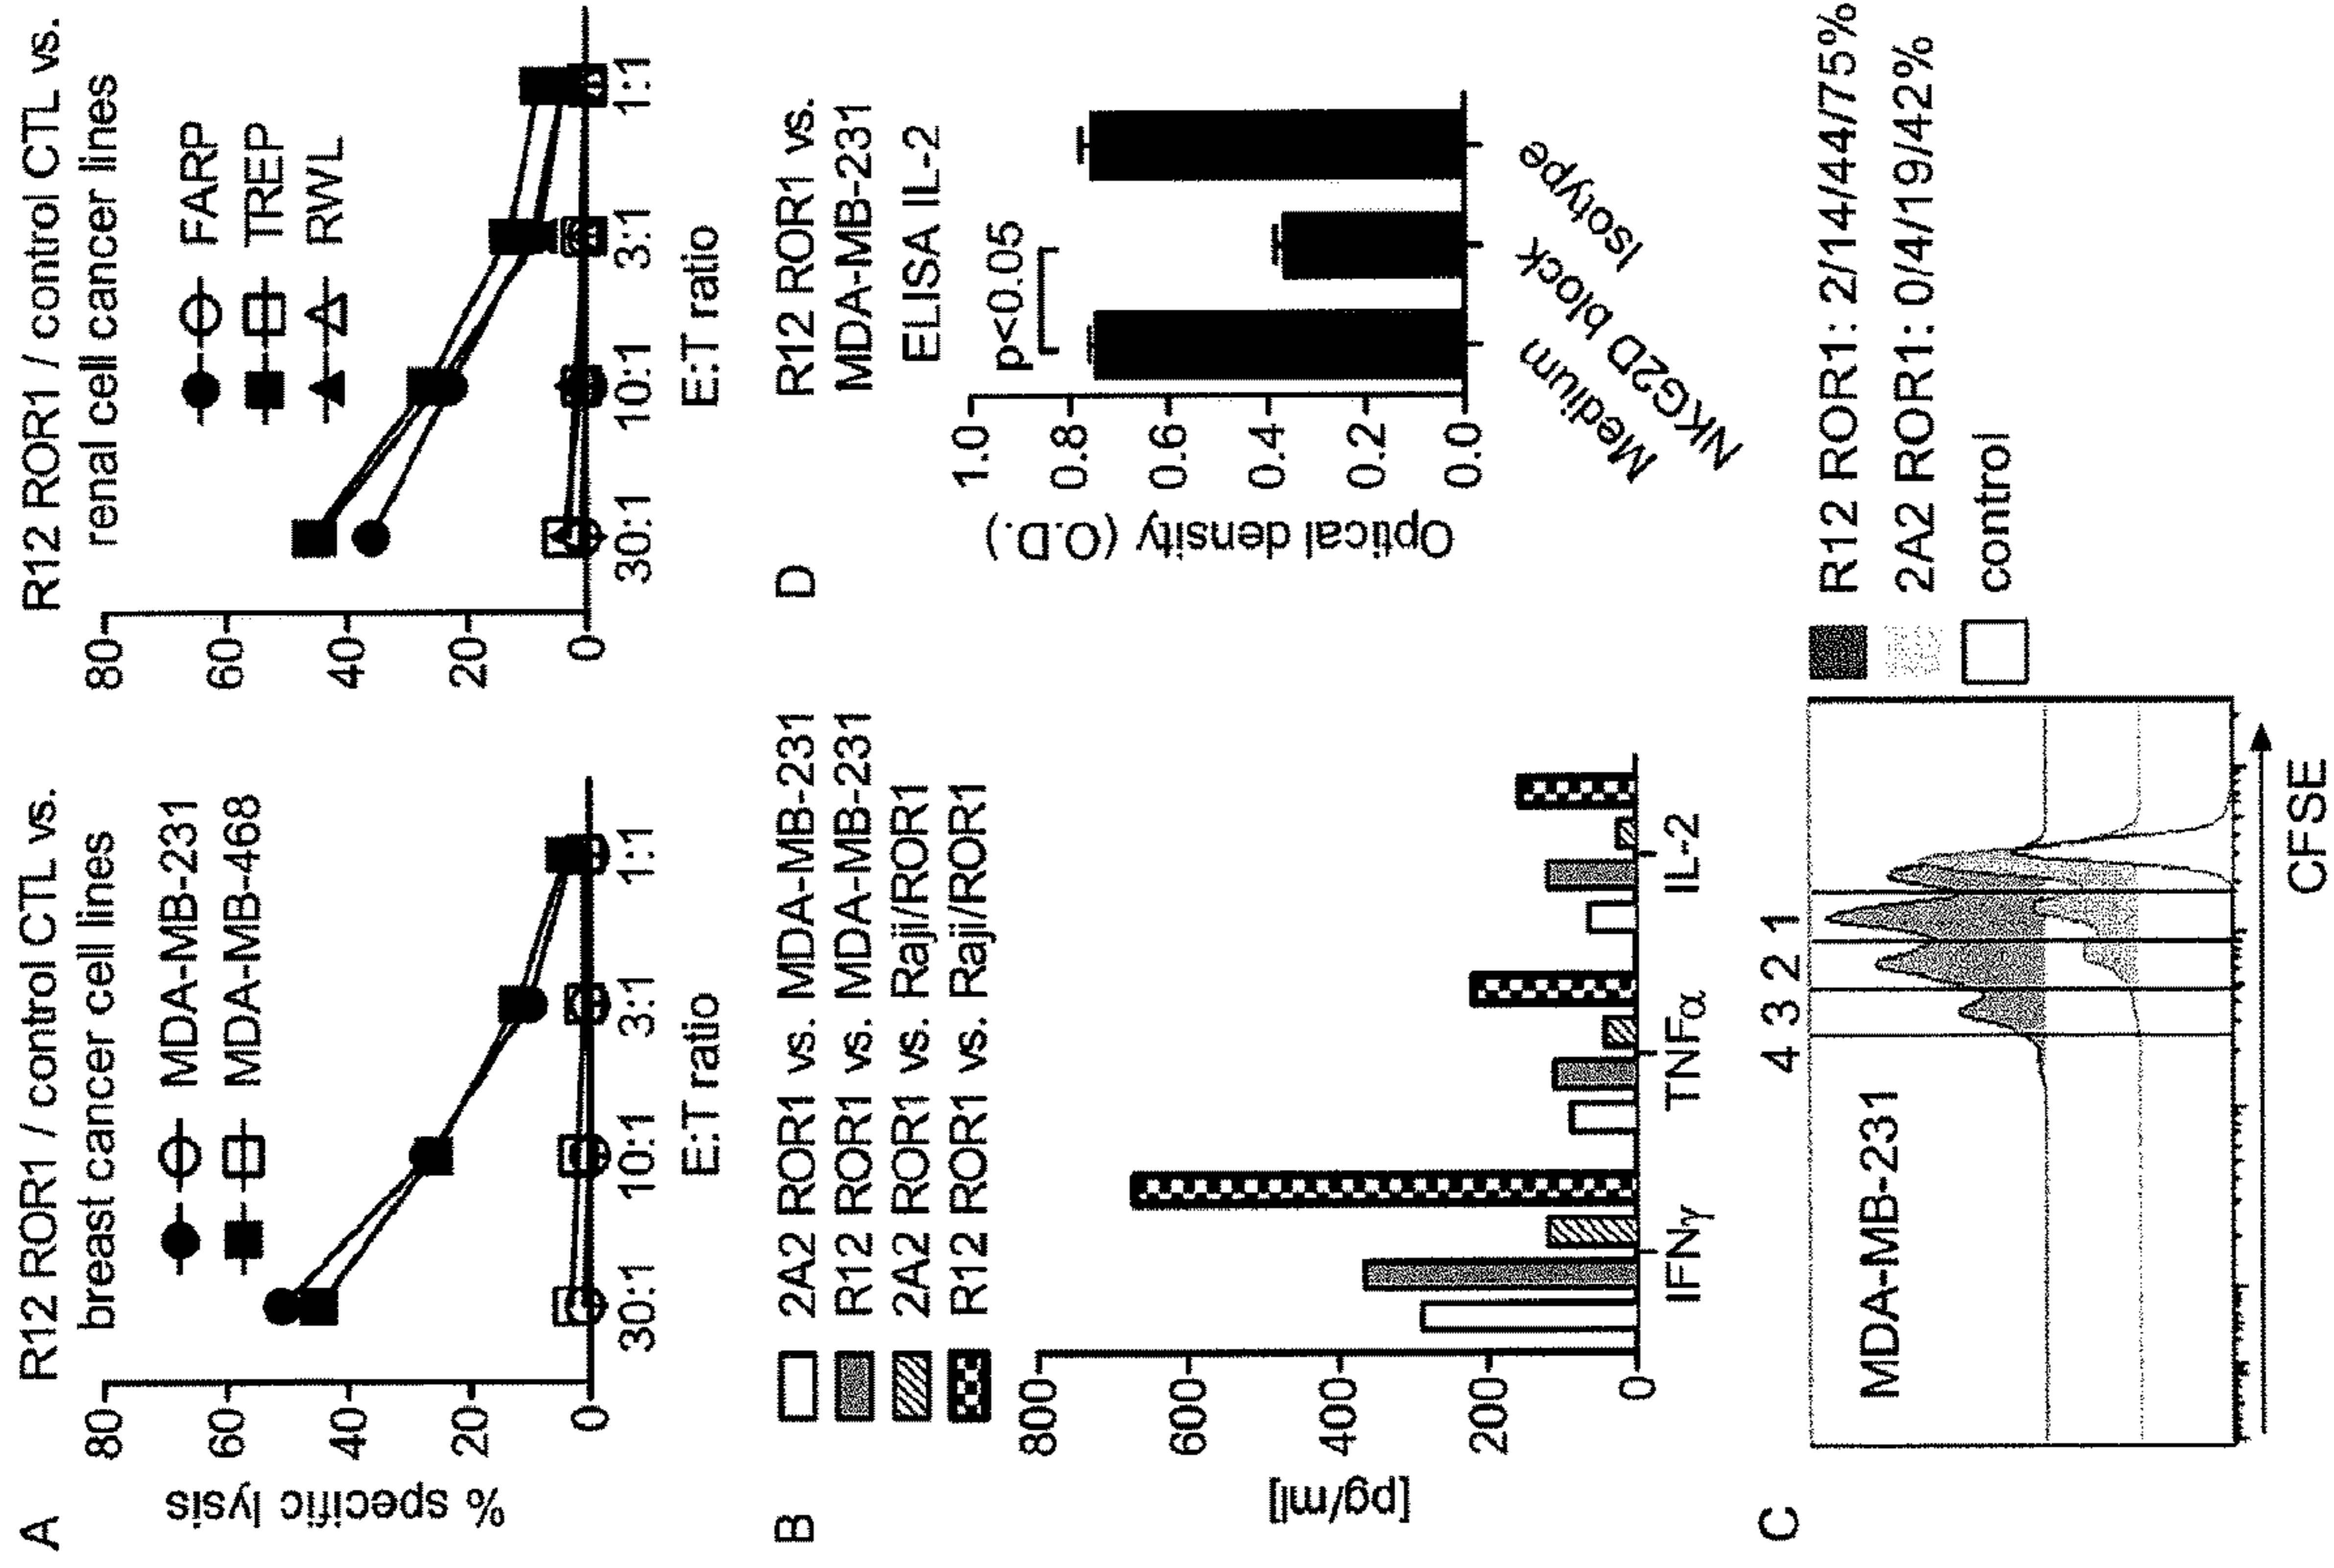 A
R12 ROR1 / control CTL vs.
breast cancer cell lines
MDA-MB-231
MDA-MB-468
% specific lysis
80
60
40
20
0
30:1
10:1
3:1
1:1
E:T ratio
R12 ROR1 / control CTL vs.
renal cell cancer lines
FARP
TREP
RWL
80
60
40
20
0
30:1
10:1
3:1
1:1
E:T ratio
B
2A2 ROR1 vs. MDA-MB-231
R12 ROR1 vs. MDA-MB-231
2A2 ROR1 vs. Raji/ROR1
R12 ROR1 vs. Raji/ROR1
[pg/ml]
800
600
400
200
0
IFNγ
TNFα
IL-2
D
R12 ROR1 vs.
MDA-MB-231
ELISA IL-2
p<0.05
Optical density (O.D.)
1.0
0.8
0.6
0.4
0.2
0.0
Medium
NKG2D block
Isotype
C
MDA-MB-231
4 3 2 1
CFSE
R12 ROR1: 2/14/44/75%
2A2 ROR1: 0/4/19/42%
control